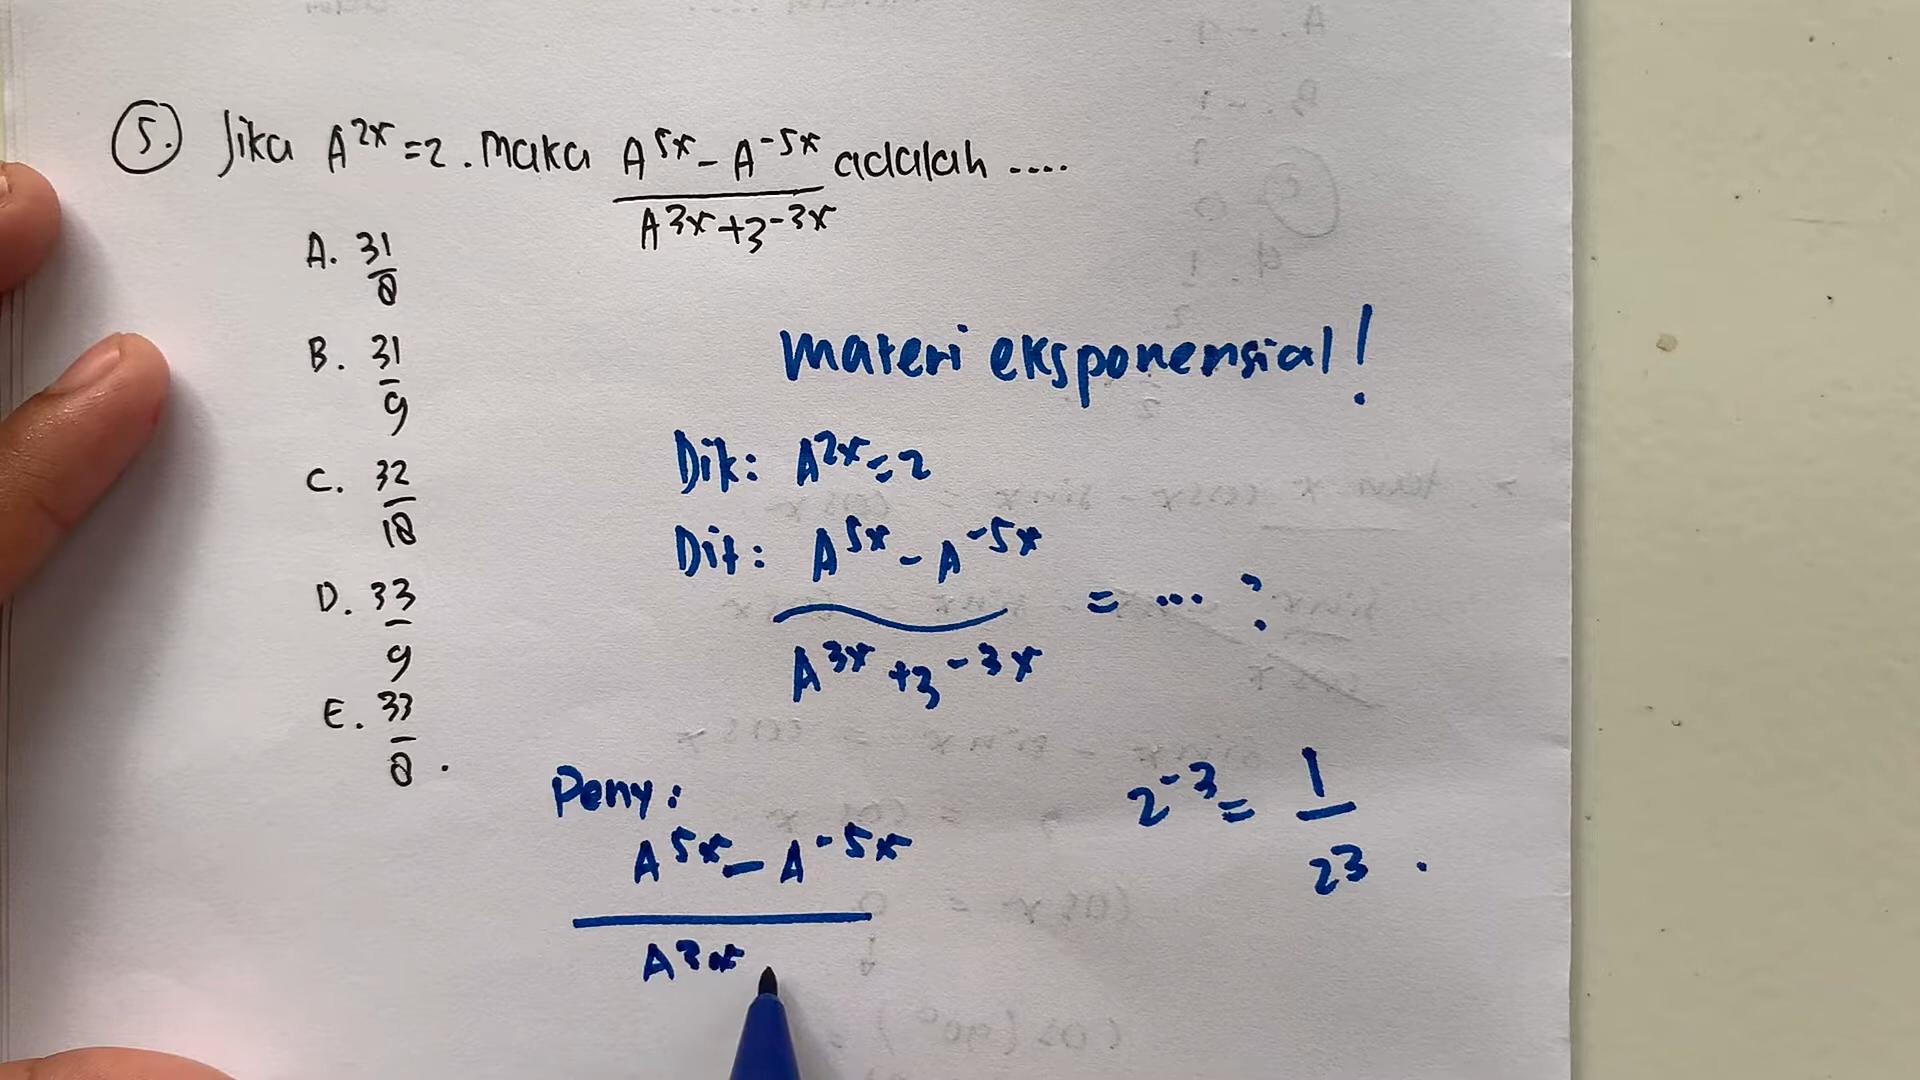 5. Jika A^2x = 2. maka A^5x - A^-5x adalah ....
A^3x + 3^-3x
A. 31/8
B. 31/9
C. 32/18
D. 33/9
E. 33/8.
materi eksponensial!
Dik: A^2x = 2
Dit: A^5x - A^-5x
= ... ?
A^3x + 3^-3x
Peny:
A^5x - A^-5x
A^3x
2^-3 = 1/2^3 .